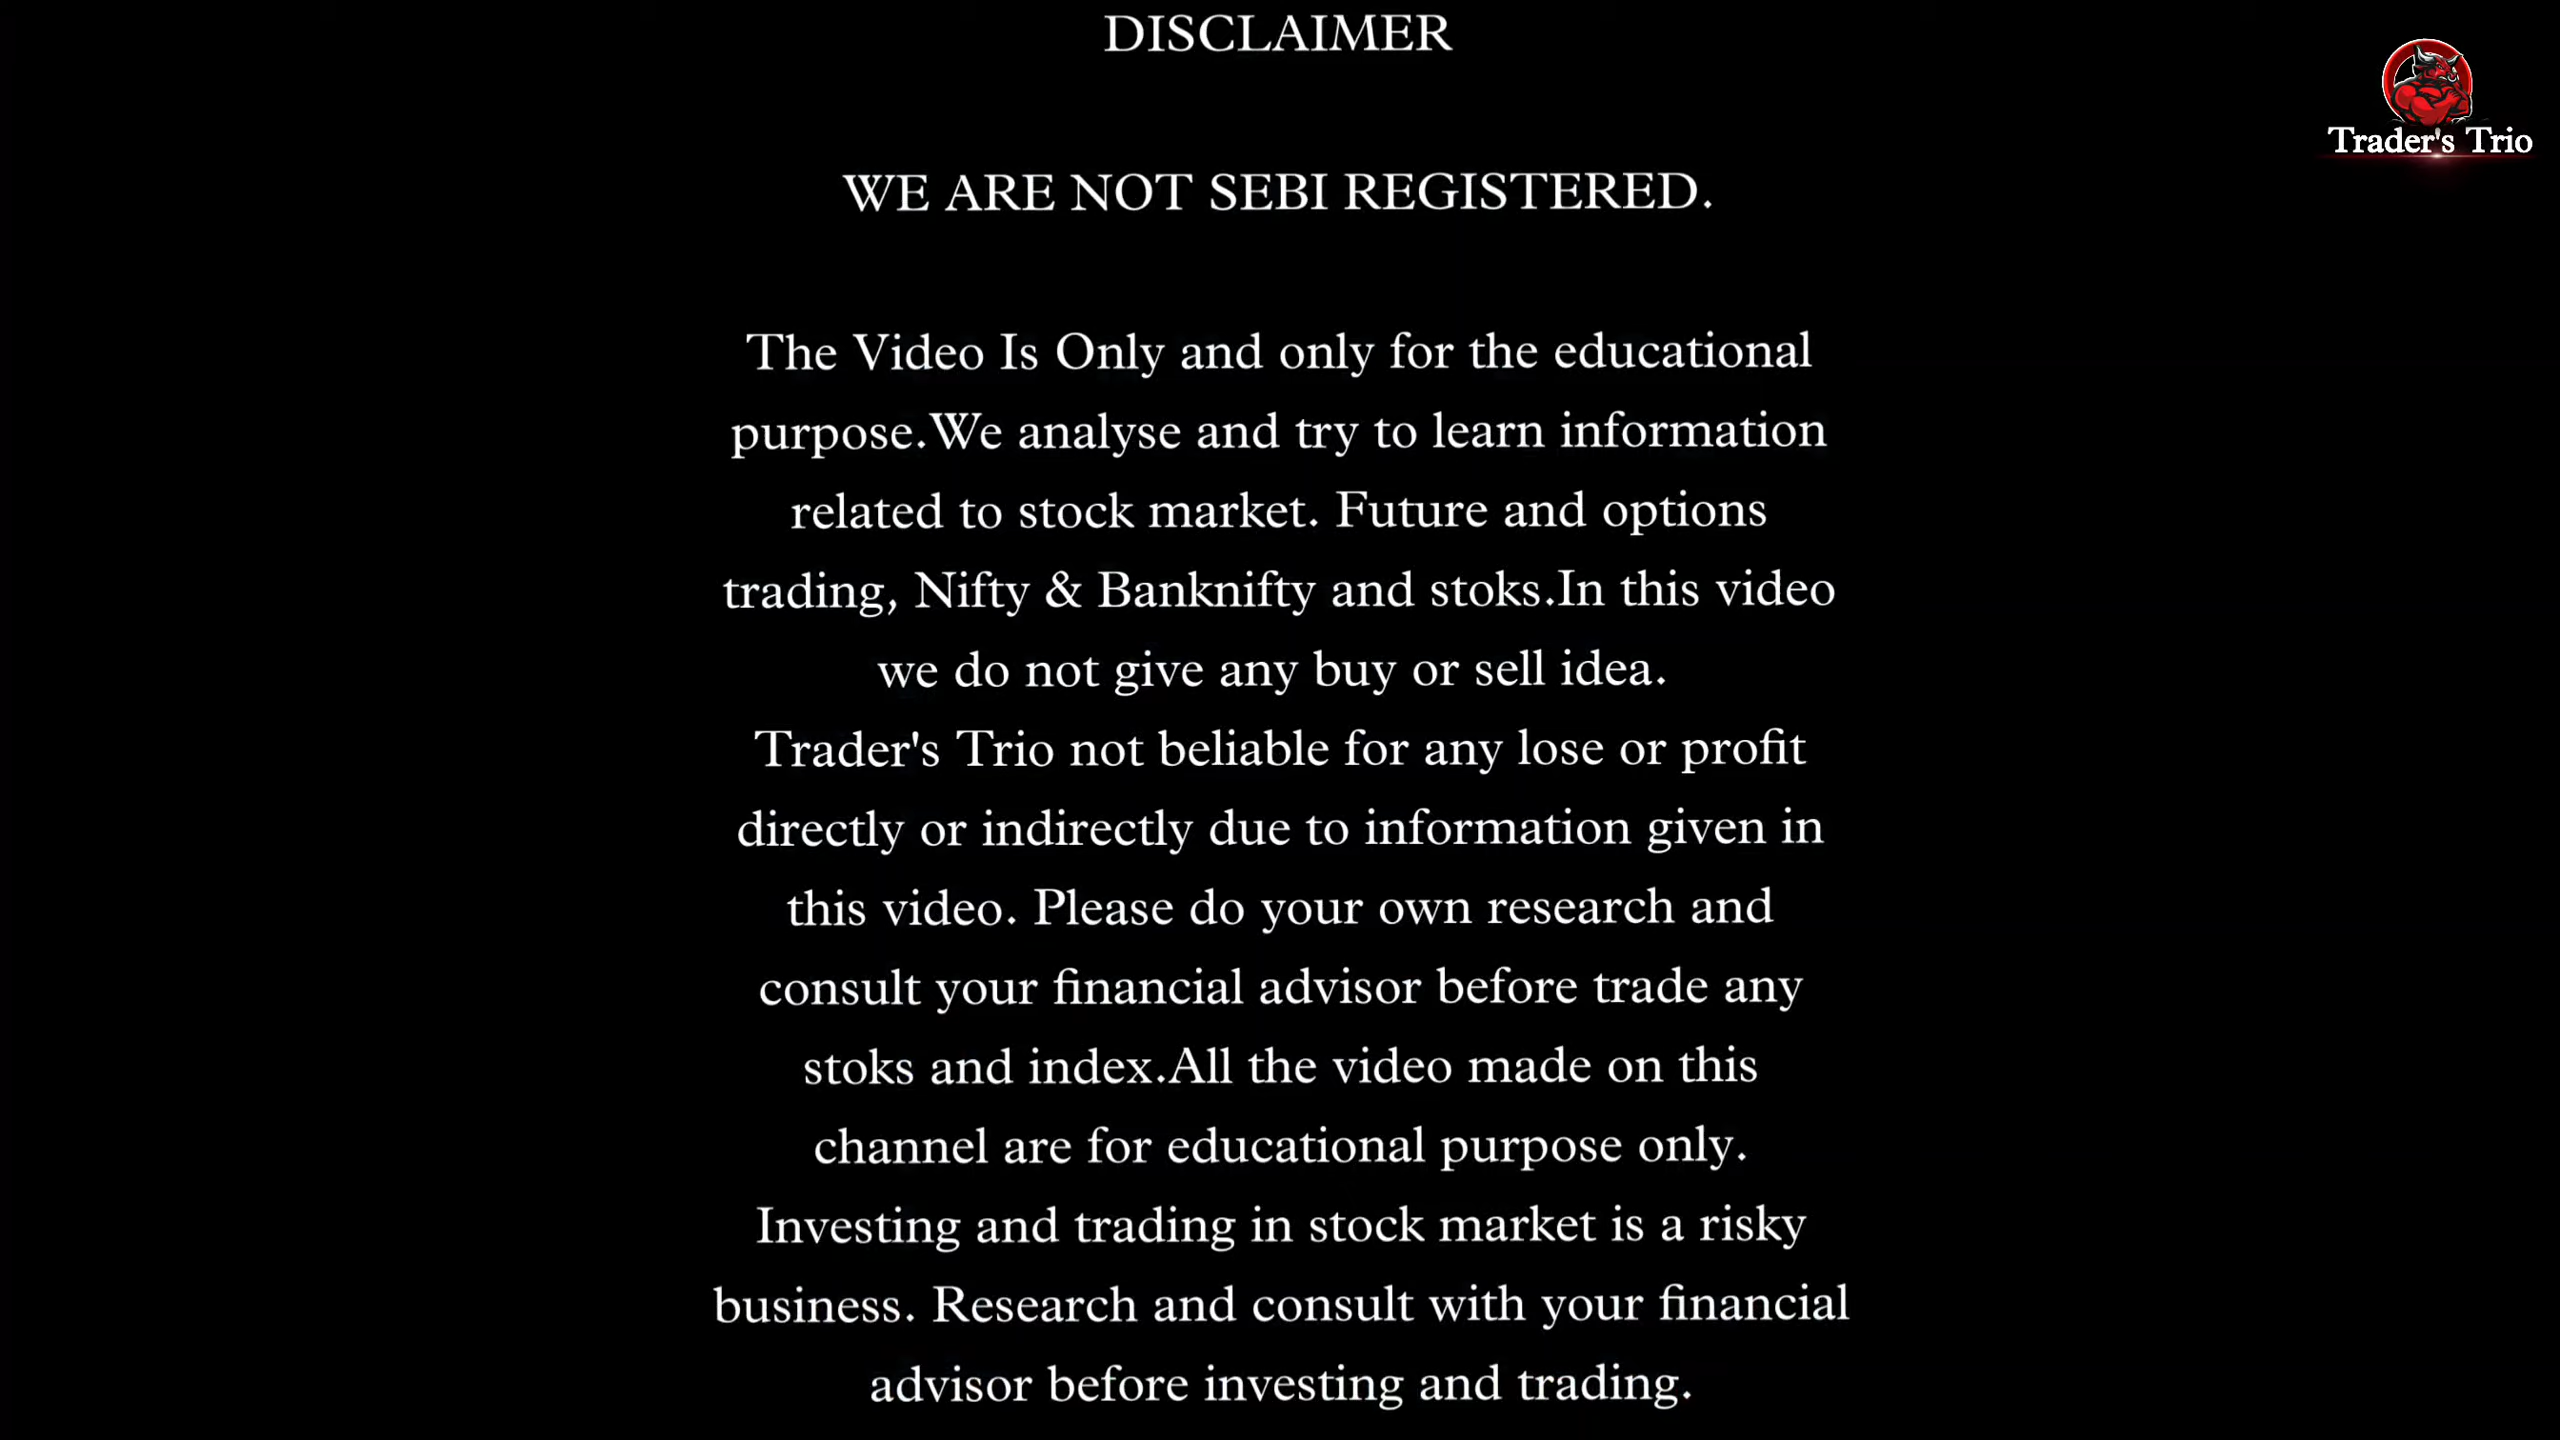 DISCLAIMER
Trader's Trio
WE ARE NOT SEBI REGISTERED.
The Video Is Only and only for the educational
purpose.We analyse and try to learn information
related to stock market. Future and options
trading, Nifty & Banknifty and stoks.In this video
we do not give any buy or sell idea.
Trader's Trio not beliable for any lose or profit
directly or indirectly due to information given in
this video. Please do your own research and
consult your financial advisor before trade any
stoks and index.All the video made on this
channel are for educational purpose only.
Investing and trading in stock market is a risky
business. Research and consult with your financial
advisor before investing and trading.